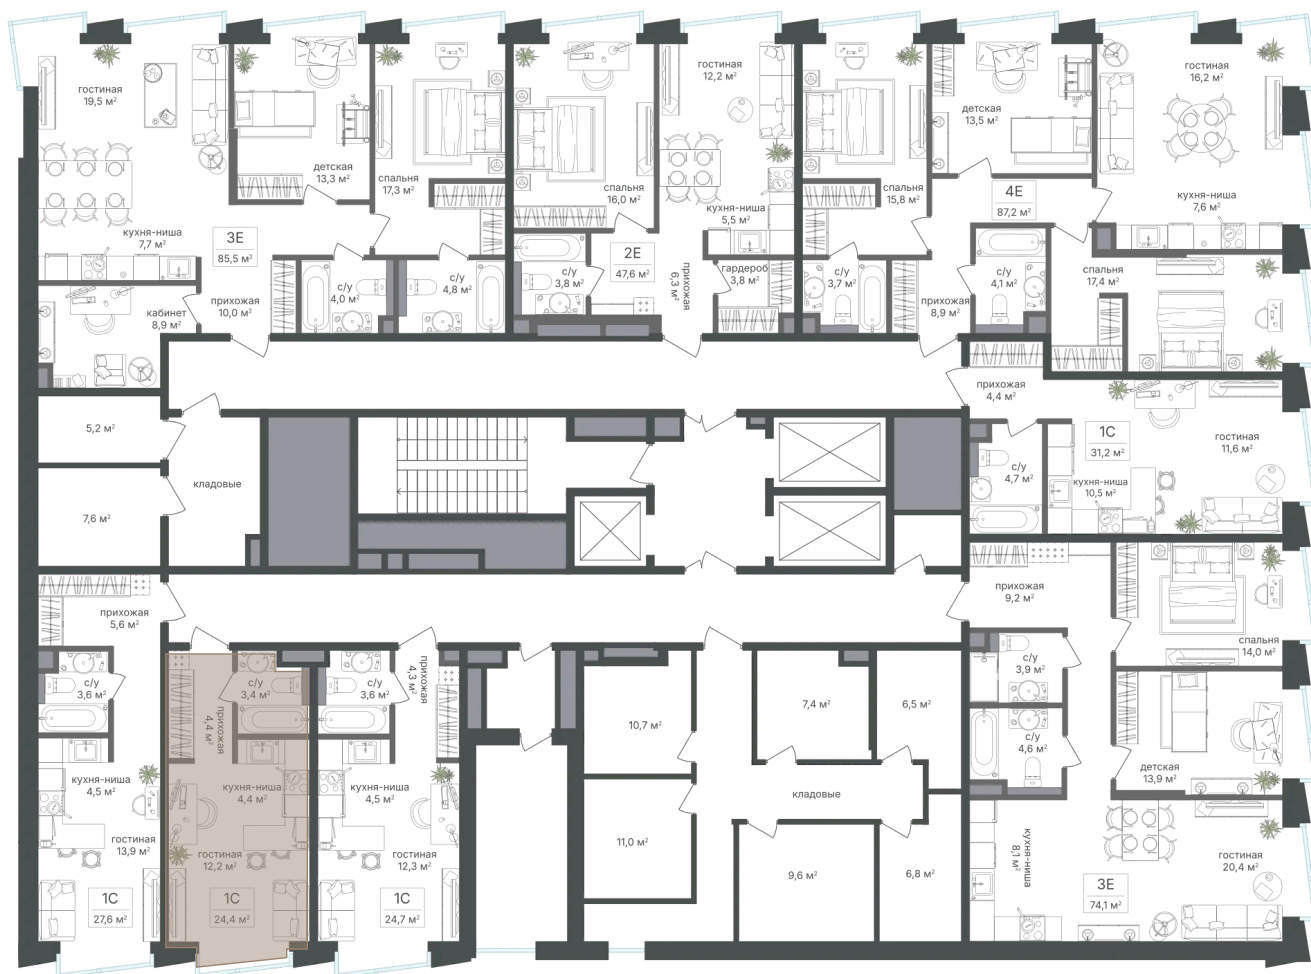 гостиная
19,5 м²
детская
13,3 м²
спальня
17,3 м²
кухня-ниша
7,7 м²
3Е
85,5 м²
кабинет
8,9 м²
прихожая
10,0 м²
с/у
4,0 м²
с/у
4,8 м²
спальня
16,0 м²
гостиная
12,2 м²
кухня-ниша
5,5 м²
2Е
47,6 м²
с/у
3,8 м²
прихожая
6,3 м²
гардероб
3,8 м²
спальня
15,8 м²
детская
13,5 м²
4Е
87,2 м²
гостиная
16,2 м²
кухня-ниша
7,6 м²
с/у
3,7 м²
прихожая
8,9 м²
с/у
4,1 м²
спальня
17,4 м²
прихожая
4,4 м²
1С
31,2 м²
гостиная
11,6 м²
с/у
4,7 м²
кухня-ниша
10,5 м²
5,2 м²
7,6 м²
кладовые
прихожая
5,6 м²
с/у
3,6 м²
кухня-ниша
4,5 м²
гостиная
13,9 м²
1С
27,6 м²
с/у
3,4 м²
прихожая
4,4 м²
кухня-ниша
4,4 м²
гостиная
12,2 м²
1С
24,4 м²
с/у
3,6 м²
прихожая
4,3 м²
кухня-ниша
4,5 м²
гостиная
12,3 м²
1С
24,7 м²
10,7 м²
11,0 м²
7,4 м²
6,5 м²
кладовые
9,6 м²
6,8 м²
прихожая
9,2 м²
спальня
14,0 м²
с/у
3,9 м²
с/у
4,6 м²
детская
13,9 м²
кухня-ниша
8,1 м²
гостиная
20,4 м²
3Е
74,1 м²